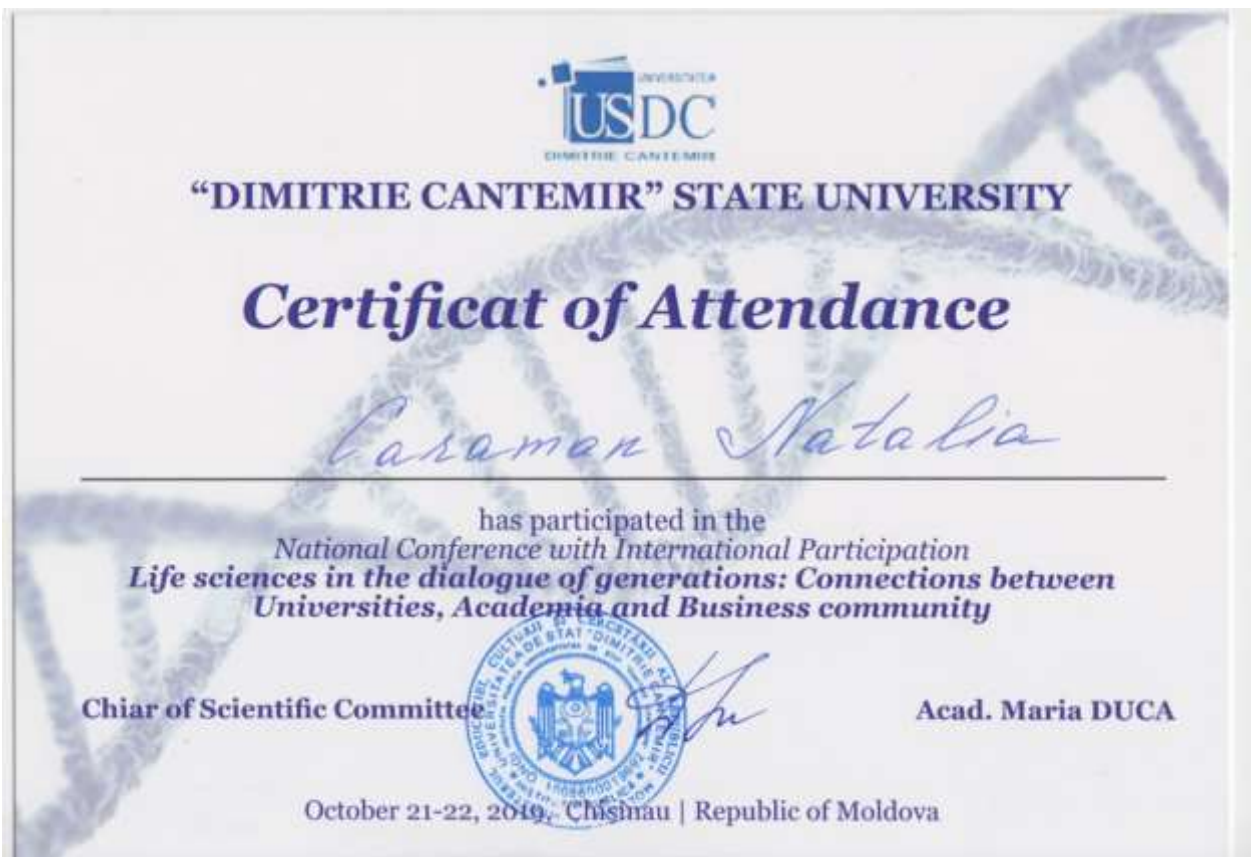 UNIVERSITATEA
USDC
DIMITRIE CANTEMIR
“DIMITRIE CANTEMIR” STATE UNIVERSITY
Certificat of Attendance
Caraman Natalia
has participated in the
National Conference with International Participation
Life sciences in the dialogue of generations: Connections between
Universities, Academia and Business community
Chiar of Scientific Committee
Acad. Maria DUCA
October 21-22, 2019, Chisinau | Republic of Moldova